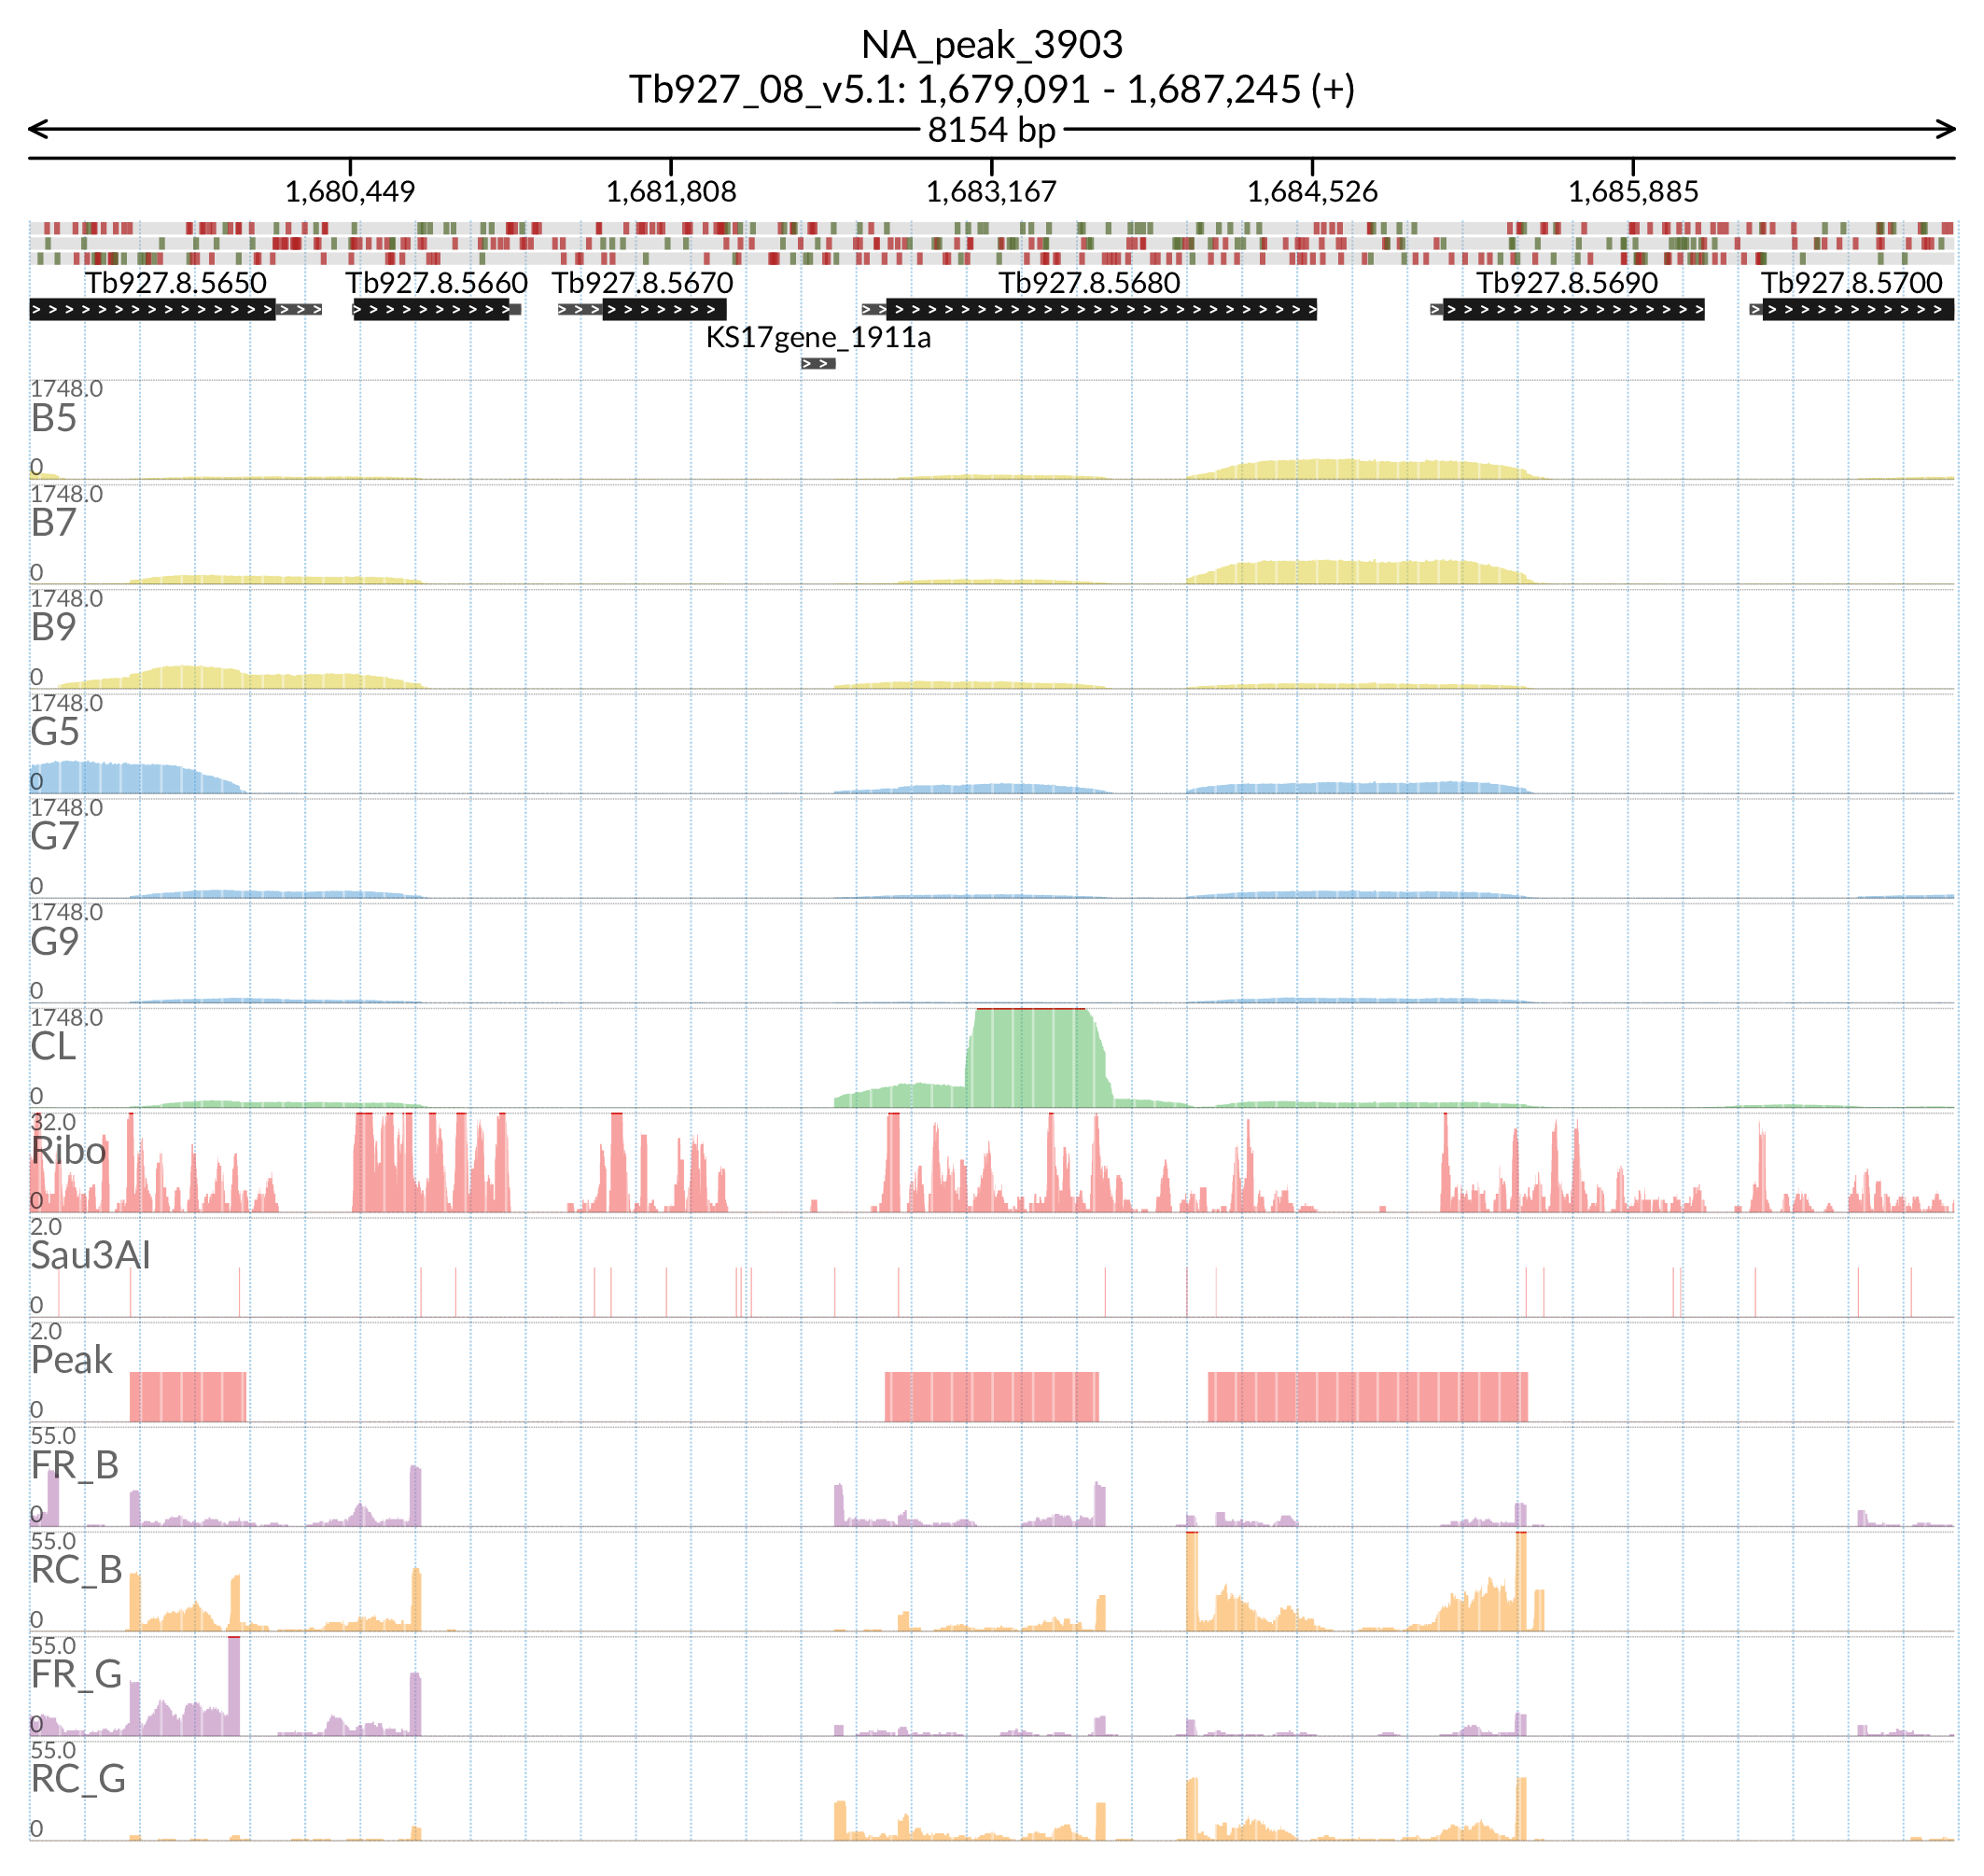 NA_peak_3903
Tb927_08_v5.1: 1,679,091 - 1,687,245 (+)
8154 bp
1,680,449 1,681,808 1,683,167 1,684,526 1,685,885
Tb927.8.5650 Tb927.8.5660 Tb927.8.5670 Tb927.8.5680 Tb927.8.5690 Tb927.8.5700
KS17gene_1911a
1748.0
B5
0
1748.0
B7
0
1748.0
B9
0
1748.0
G5
0
1748.0
G7
0
1748.0
G9
0
1748.0
CL
0
32.0
Ribo
0
2.0
Sau3AI
0
2.0
Peak
0
55.0
FR_B
0
55.0
RC_B
0
55.0
FR_G
0
55.0
RC_G
0